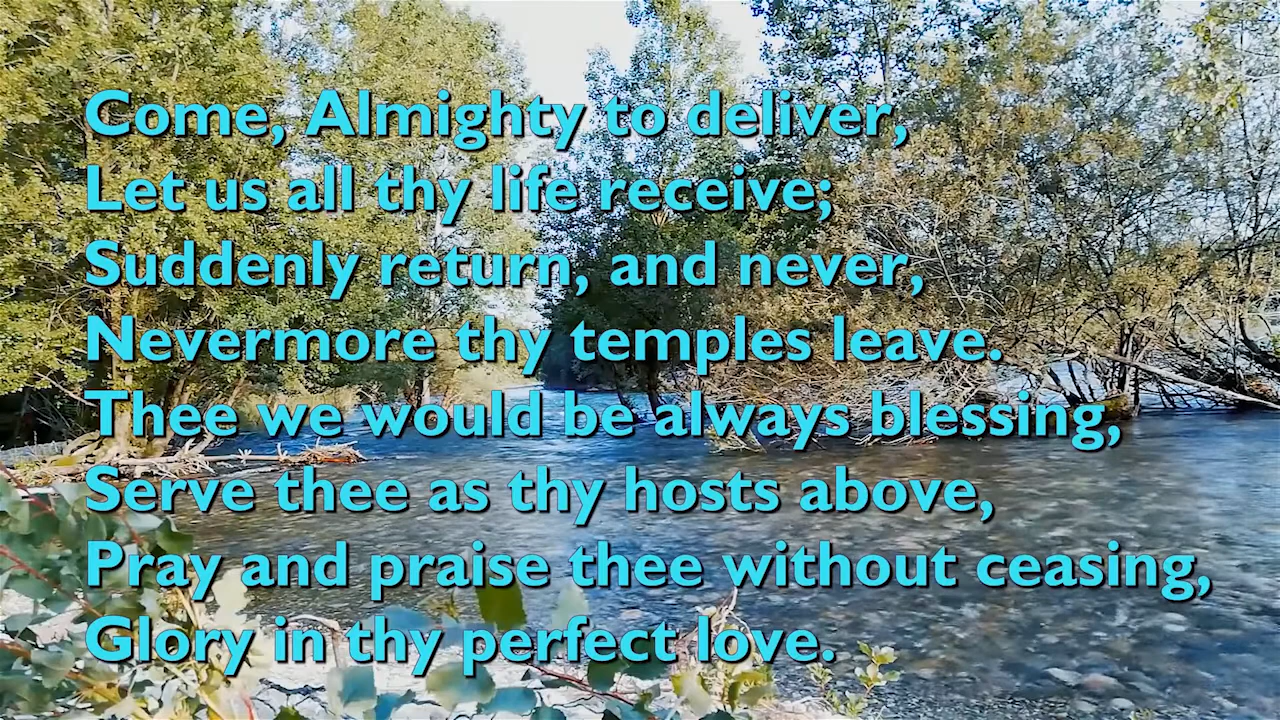 Come, Almighty to deliver,
Let us all thy life receive;
Suddenly return, and never,
Nevermore thy temples leave.
Thee we would be always blessing,
Serve thee as thy hosts above,
Pray and praise thee without ceasing,
Glory in thy perfect love.